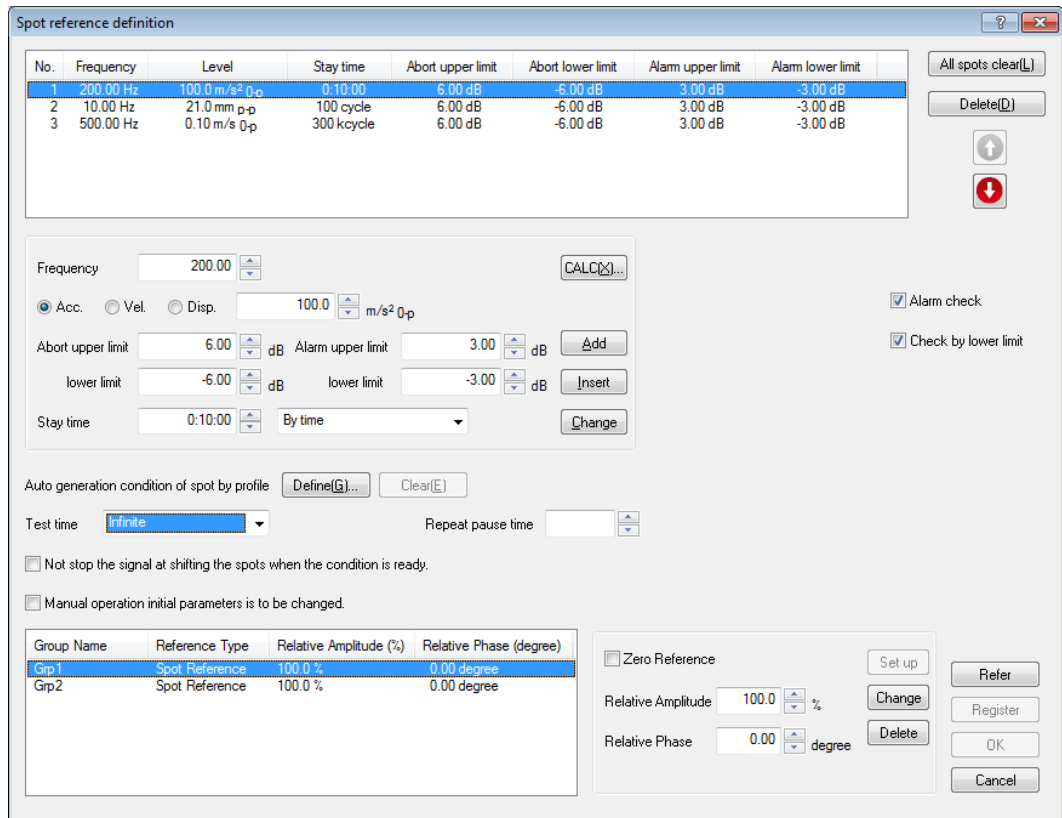 Spot reference definition
No. Frequency Level Stay time Abort upper limit Abort lower limit Alarm upper limit Alarm lower limit
1 200.00 Hz 100.0 m/s² 0-p 0:10:00 6.00 dB -6.00 dB 3.00 dB -3.00 dB
2 10.00 Hz 21.0 mm p-p 100 cycle 6.00 dB -6.00 dB 3.00 dB -3.00 dB
3 500.00 Hz 0.10 m/s 0-p 300 kcycle 6.00 dB -6.00 dB 3.00 dB -3.00 dB
All spots clear(L)
Delete(D)
Frequency 200.00 CALC(X)...
Acc. Vel. Disp. 100.0 m/s² 0-p
Abort upper limit 6.00 dB Alarm upper limit 3.00 dB Add
lower limit -6.00 dB lower limit -3.00 dB Insert
Stay time 0:10:00 By time Change
Alarm check
Check by lower limit
Auto generation condition of spot by profile Define(G)... Clear(E)
Test time Infinite Repeat pause time
Not stop the signal at shifting the spots when the condition is ready.
Manual operation initial parameters is to be changed.
Group Name Reference Type Relative Amplitude (%) Relative Phase (degree)
Grp1 Spot Reference 100.0 % 0.00 degree
Grp2 Spot Reference 100.0 % 0.00 degree
Zero Reference Set up
Relative Amplitude 100.0 % Change
Relative Phase 0.00 degree Delete
Refer
Register
OK
Cancel